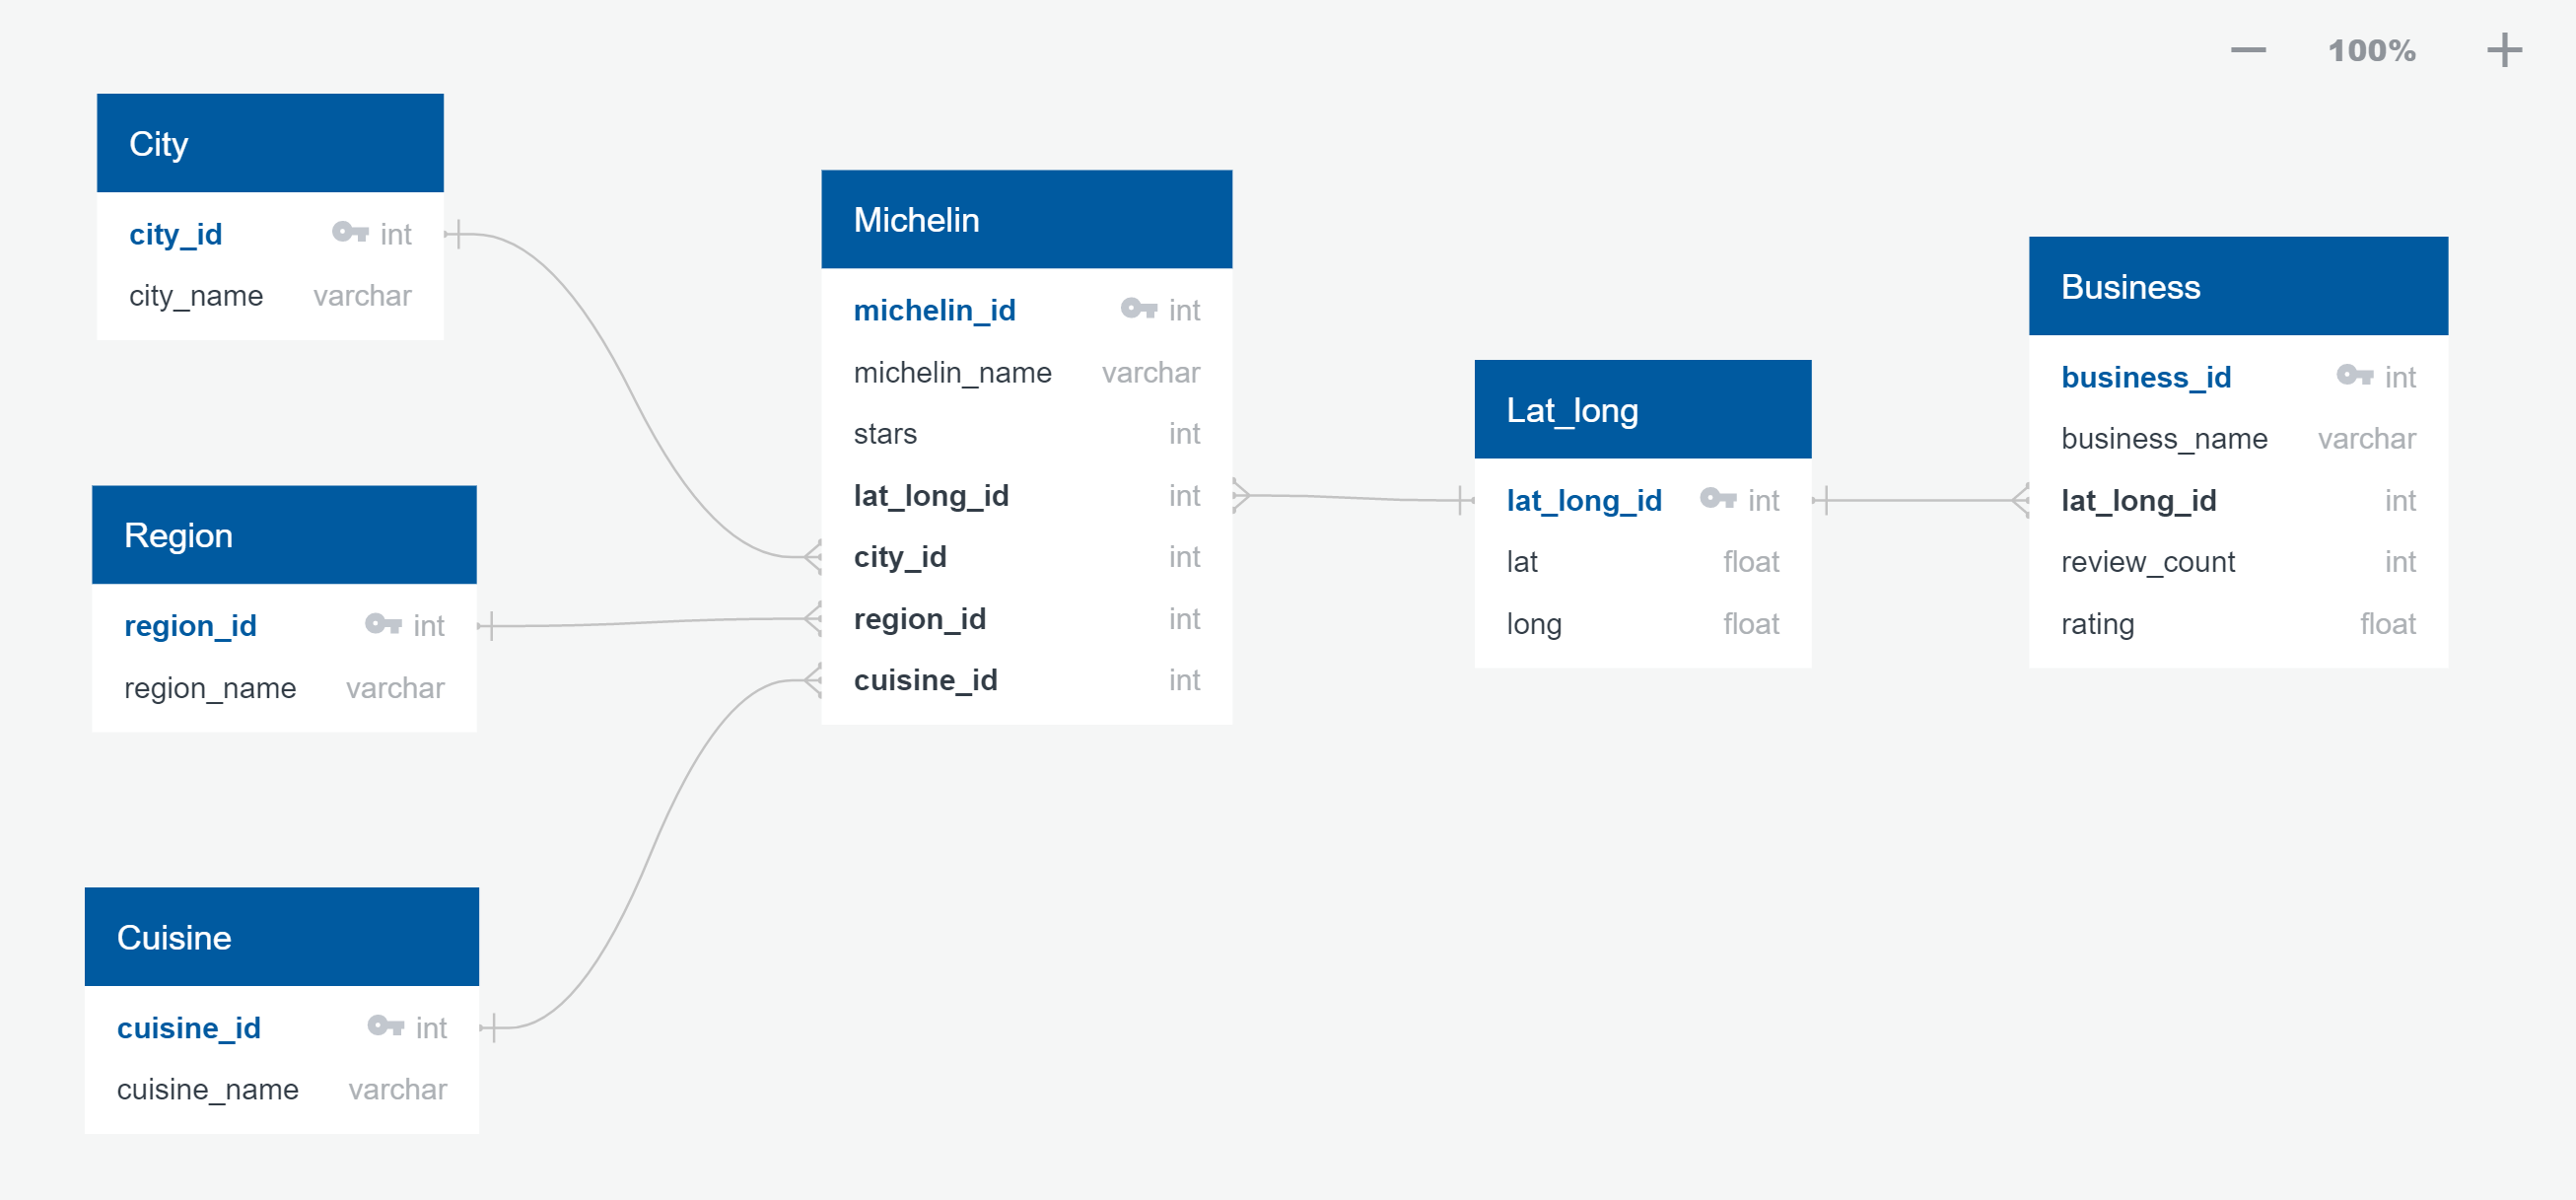 100%
City
city_id int
city_name varchar
Region
region_id int
region_name varchar
Cuisine
cuisine_id int
cuisine_name varchar
Michelin
michelin_id int
michelin_name varchar
stars int
lat_long_id int
city_id int
region_id int
cuisine_id int
Lat_long
lat_long_id int
lat float
long float
Business
business_id int
business_name varchar
lat_long_id int
review_count int
rating float